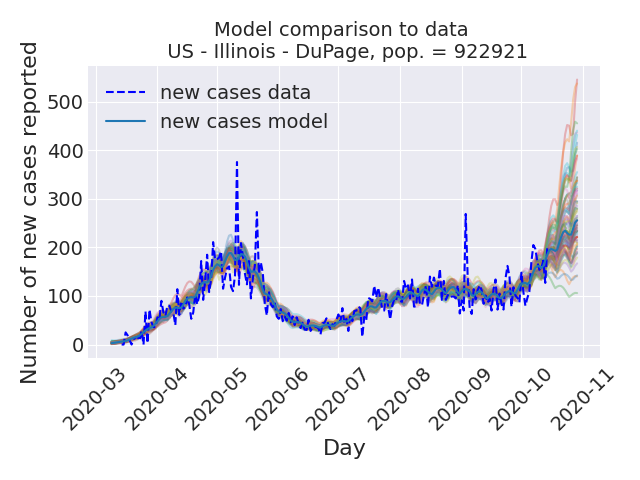 Model comparison to data
US - Illinois - DuPage, pop. = 922921
Number of new cases reported
500
400
300
200
100
0
new cases data
new cases model
2020-03
2020-04
2020-05
2020-06
2020-07
2020-08
2020-09
2020-10
2020-11
Day